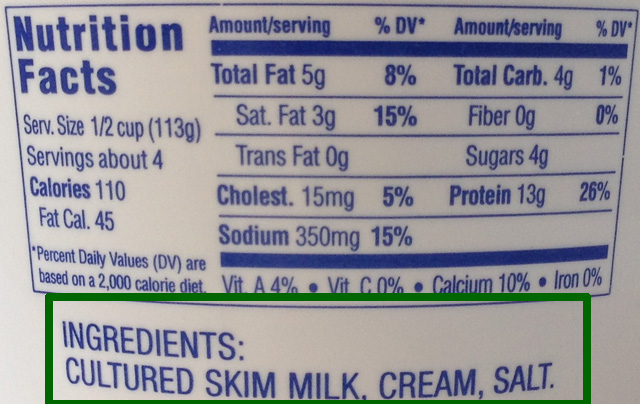 Nutrition
Facts
Serv. Size 1/2 cup (113g)
Servings about 4
Calories 110
Fat Cal. 45
*Percent Daily Values (DV) are
based on a 2,000 calorie diet.
Amount/serving % DV* Amount/serving % DV*
Total Fat 5g 8% Total Carb. 4g 1%
Sat. Fat 3g 15% Fiber 0g 0%
Trans Fat 0g Sugars 4g
Cholest. 15mg 5% Protein 13g 26%
Sodium 350mg 15%
Vit. A 4% • Vit. C 0% • Calcium 10% • Iron 0%
INGREDIENTS:
CULTURED SKIM MILK, CREAM, SALT.